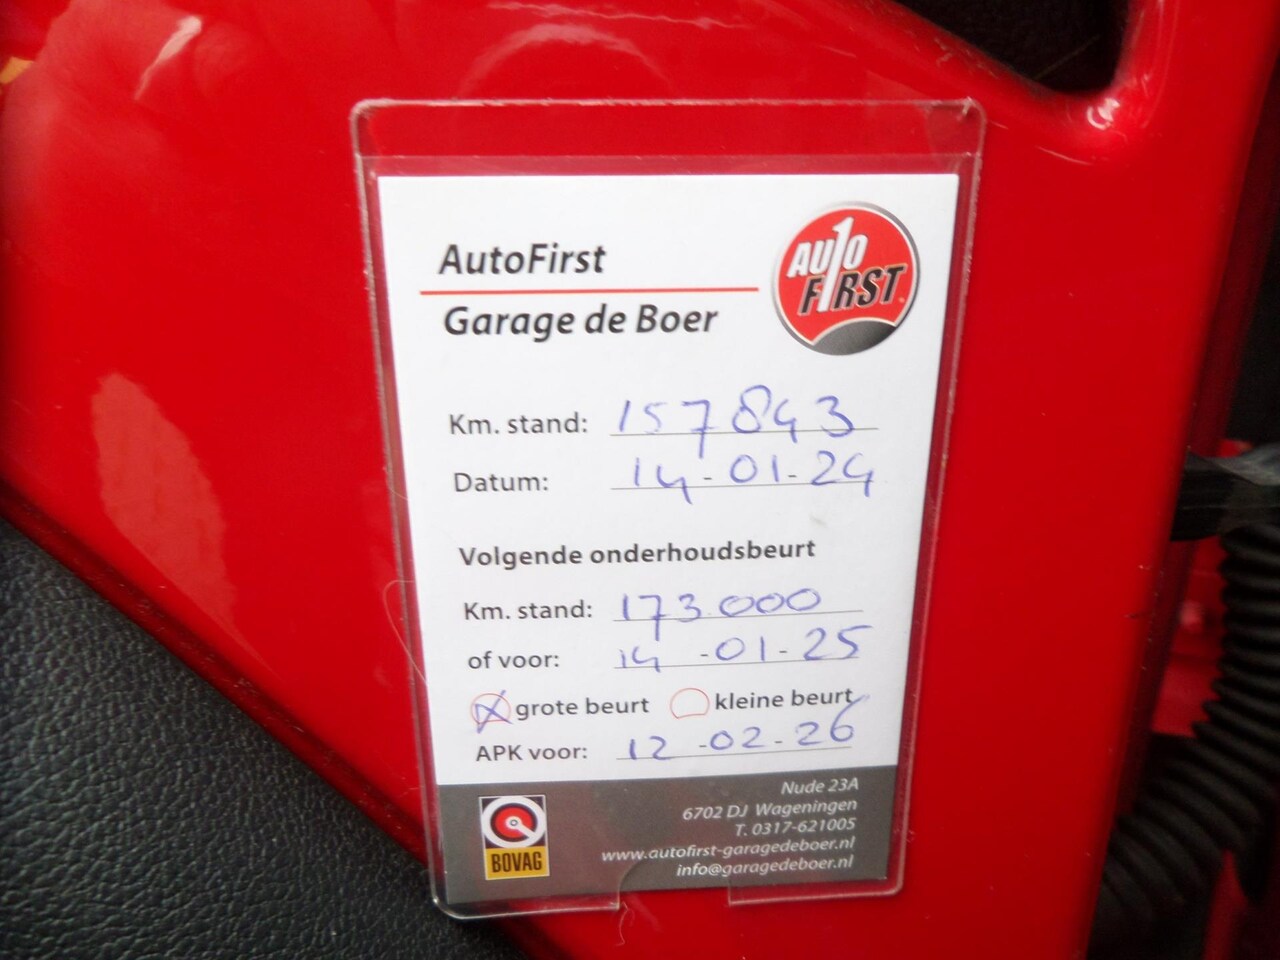 AutoFirst
Garage de Boer
AUTO
FIRST
Km. stand: 157843
Datum: 14-01-24
Volgende onderhoudsbeurt
Km. stand: 173.000
of voor: 14-01-25
grote beurt kleine beurt
APK voor: 12-02-26
Nude 23A
6702 DJ Wageningen
T. 0317-621005
www.autofirst-garagedeboer.nl
info@garagedeboer.nl
BOVAG